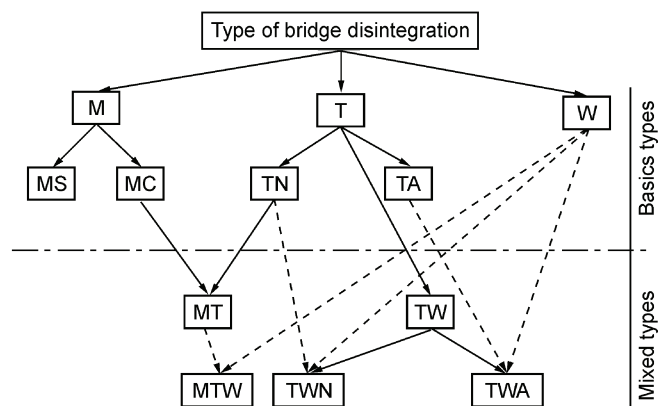 Type of bridge disintegration
M
T
W
MS
MC
TN
TA
Basics types
MT
TW
MTW
TWN
TWA
Mixed types